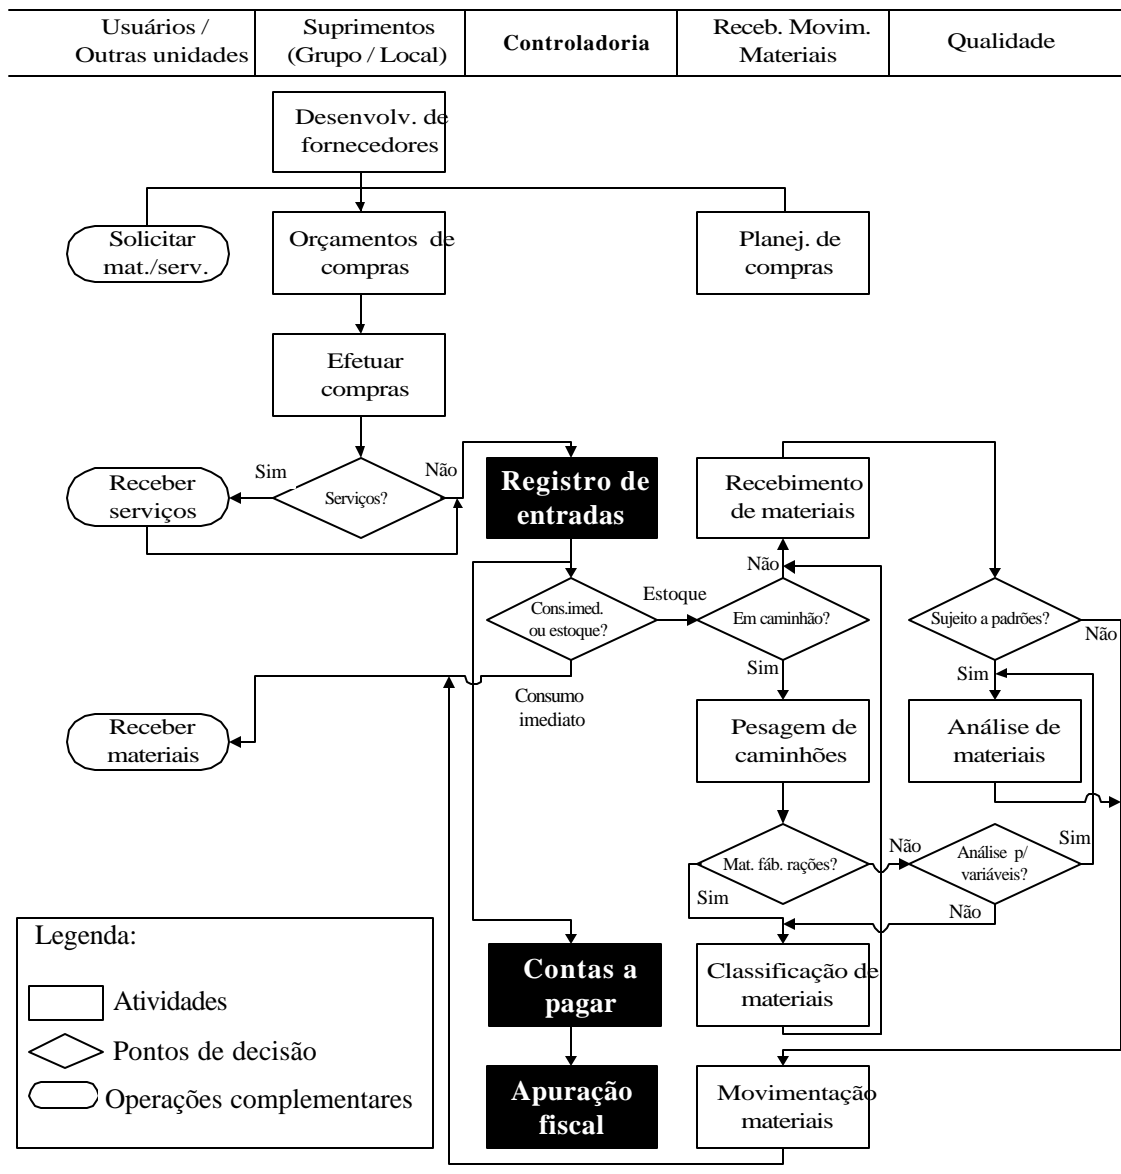 Usuários /
Outras unidades
Suprimentos
(Grupo / Local)
Controladoria
Receb. Movim.
Materiais
Qualidade
Desenvolv. de
fornecedores
Solicitar
mat./serv.
Orçamentos de
compras
Planej. de
compras
Efetuar
compras
Sim
Não
Receber
serviços
Serviços?
Registro de
entradas
Recebimento
de materiais
Não
Estoque
Cons.imed.
ou estoque?
Em caminhão?
Sujeito a padrões?
Não
Sim
Sim
Consumo
imediato
Receber
materiais
Pesagem de
caminhões
Análise de
materiais
Não
Sim
Mat. fáb. rações?
Análise p/
variáveis?
Sim
Não
Legenda:
Atividades
Pontos de decisão
Operações complementares
Contas a
pagar
Classificação de
materiais
Apuração
fiscal
Movimentação
materiais